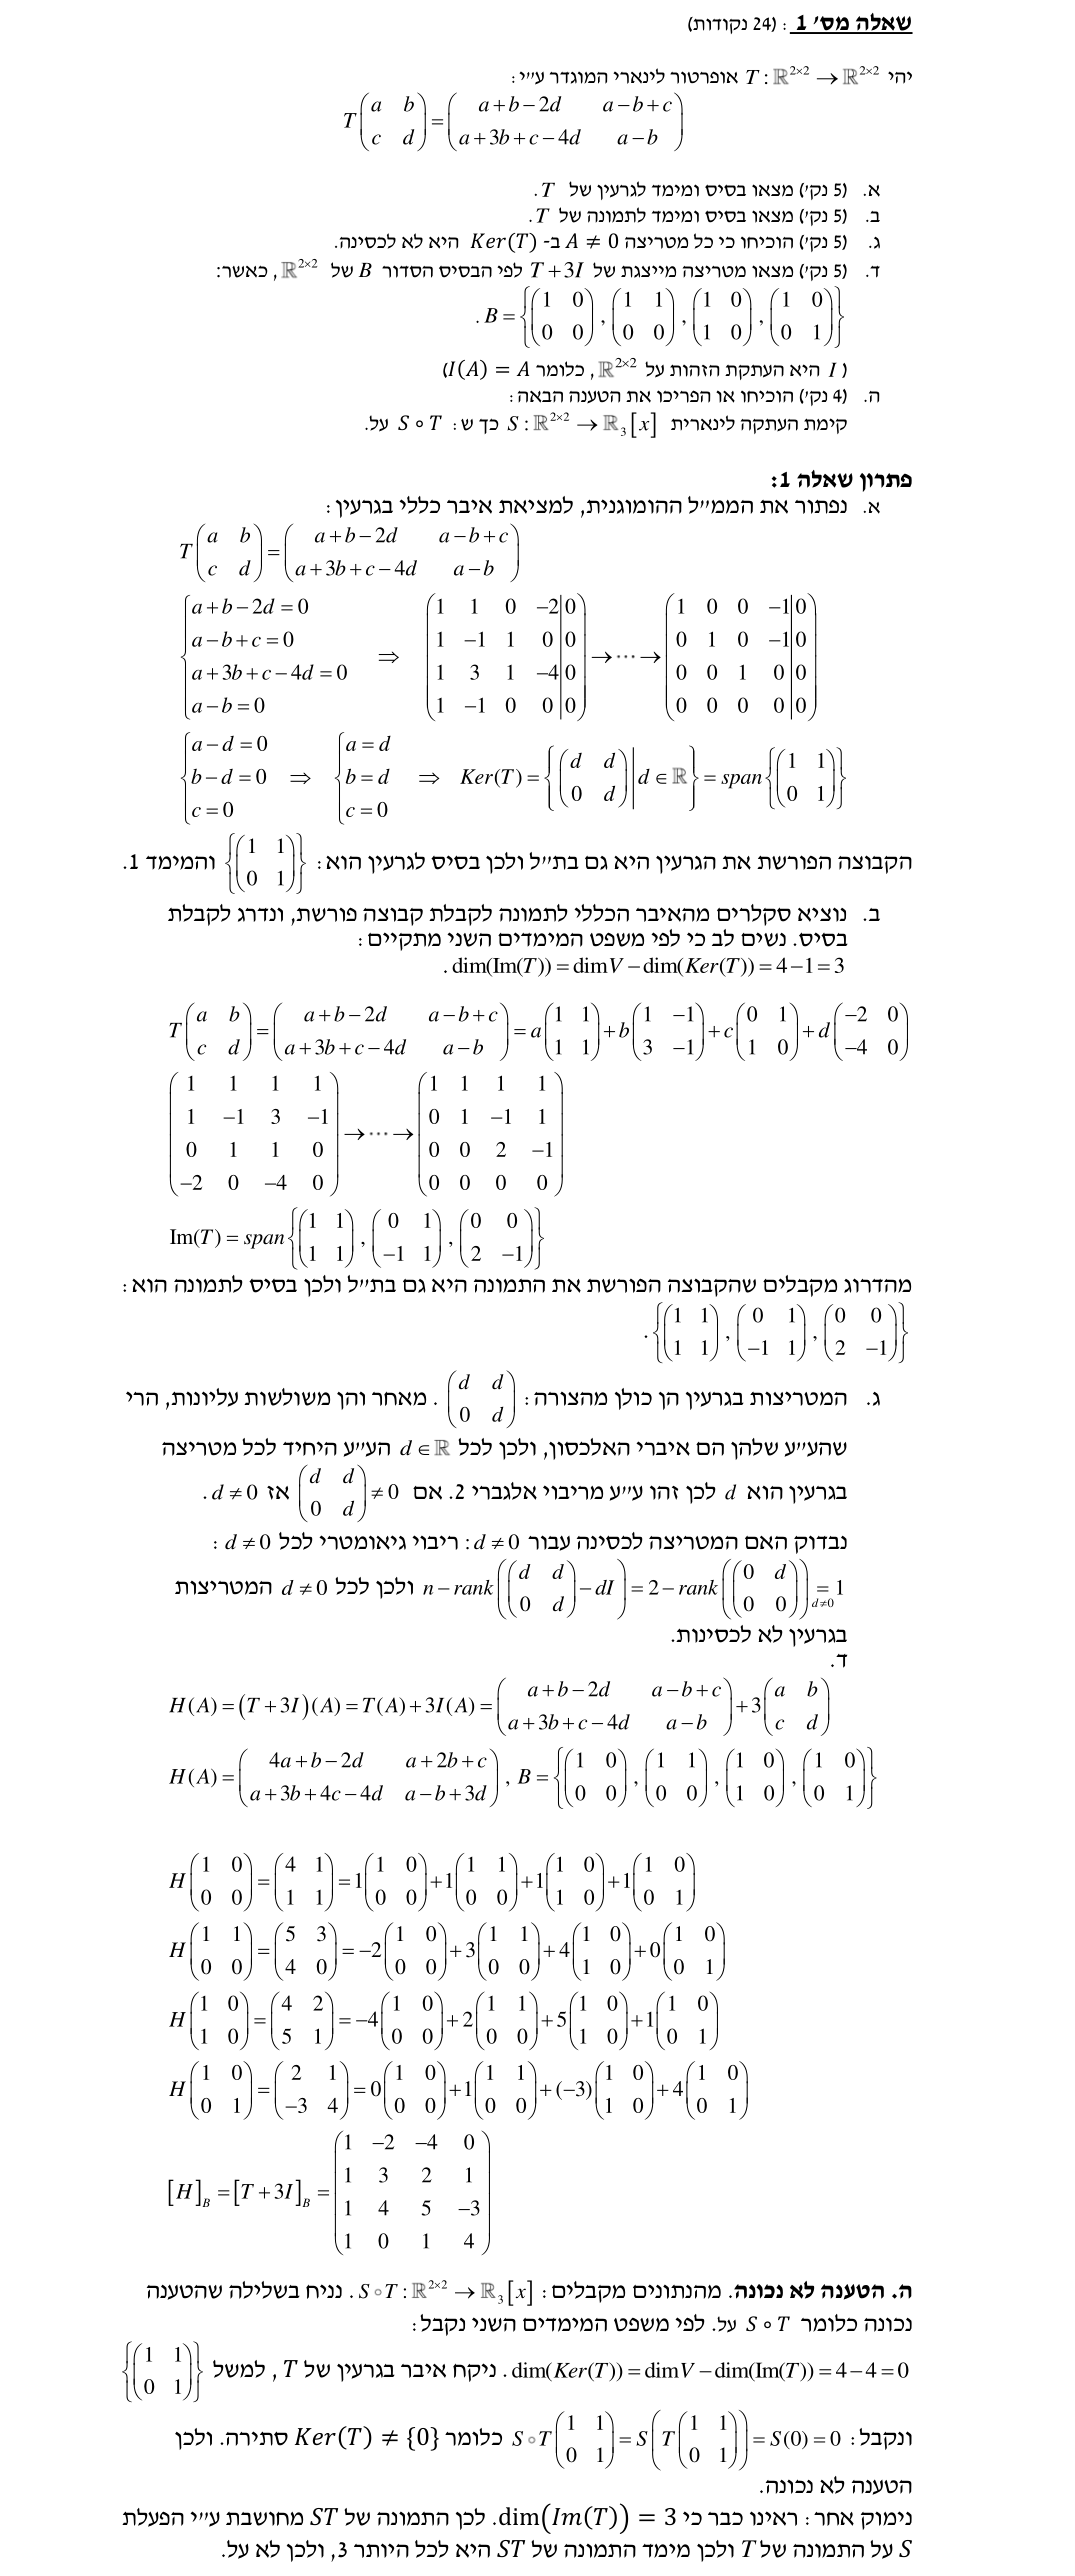 שאלה מס׳ 1 : (24 נקודות)
יהי T : ℝ²ˣ² → ℝ²ˣ² אופרטור לינארי המוגדר ע״י :
T(a b; c d) = (a+b−2d a−b+c; a+3b+c−4d a−b)
א. (5 נק׳) מצאו בסיס ומימד לגרעין של T.
ב. (5 נק׳) מצאו בסיס ומימד לתמונה של T.
ג. (5 נק׳) הוכיחו כי כל מטריצה A ≠ 0 ב- Ker(T) היא לא לכסינה.
ד. (5 נק׳) מצאו מטריצה מייצגת של T+3I לפי הבסיס הסדור B של ℝ²ˣ², כאשר:
.B = {(1 0; 0 0), (1 1; 0 0), (1 0; 1 0), (1 0; 0 1)}
( I היא העתקת הזהות על ℝ²ˣ², כלומר I(A) = A)
ה. (4 נק׳) הוכיחו או הפריכו את הטענה הבאה :
קימת העתקה לינארית S : ℝ²ˣ² → ℝ₃[x] כך ש : S∘T על.
פתרון שאלה 1:
א. נפתור את הממ״ל ההומוגנית, למציאת איבר כללי בגרעין :
T(a b; c d) = (a+b−2d a−b+c; a+3b+c−4d a−b)
{a+b−2d=0; a−b+c=0; a+3b+c−4d=0; a−b=0 ⇒ (1 1 0 −2|0; 1 −1 1 0|0; 1 3 1 −4|0; 1 −1 0 0|0) →⋯→ (1 0 0 −1|0; 0 1 0 −1|0; 0 0 1 0|0; 0 0 0 0|0)
{a−d=0; b−d=0; c=0 ⇒ {a=d; b=d; c=0 ⇒ Ker(T) = {(d d; 0 d) | d∈ℝ} = span{(1 1; 0 1)}
הקבוצה הפורשת את הגרעין היא גם בת״ל ולכן בסיס לגרעין הוא : {(1 1; 0 1)} והמימד 1.
ב. נוציא סקלרים מהאיבר הכללי לתמונה לקבלת קבוצה פורשת, ונדרג לקבלת
בסיס. נשים לב כי לפי משפט המימדים השני מתקיים :
.dim(Im(T)) = dimV − dim(Ker(T)) = 4−1 = 3
T(a b; c d) = (a+b−2d a−b+c; a+3b+c−4d a−b) = a(1 1; 1 1) + b(1 −1; 3 −1) + c(0 1; 1 0) + d(−2 0; −4 0)
(1 1 1 1; 1 −1 3 −1; 0 1 1 0; −2 0 −4 0) →⋯→ (1 1 1 1; 0 1 −1 1; 0 0 2 −1; 0 0 0 0)
Im(T) = span{(1 1; 1 1), (0 1; −1 1), (0 0; 2 −1)}
מהדרוג מקבלים שהקבוצה הפורשת את התמונה היא גם בת״ל ולכן בסיס לתמונה הוא :
.{(1 1; 1 1), (0 1; −1 1), (0 0; 2 −1)}
ג. המטריצות בגרעין הן כולן מהצורה : (d d; 0 d). מאחר והן משולשות עליונות, הרי
שהע״ע שלהן הם איברי האלכסון, ולכן לכל d∈ℝ הע״ע היחיד לכל מטריצה
בגרעין הוא d לכן זהו ע״ע מריבוי אלגברי 2. אם (d d; 0 d) ≠ 0 אז d ≠ 0.
נבדוק האם המטריצה לכסינה עבור d ≠ 0 : ריבוי גיאומטרי לכל d ≠ 0 :
n − rank((d d; 0 d) − dI) = 2 − rank((0 d; 0 0)) =_{d≠0} 1 ולכן לכל d ≠ 0 המטריצות
בגרעין לא לכסינות.
ד.
H(A) = (T+3I)(A) = T(A)+3I(A) = (a+b−2d a−b+c; a+3b+c−4d a−b) + 3(a b; c d)
H(A) = (4a+b−2d a+2b+c; a+3b+4c−4d a−b+3d), B = {(1 0; 0 0), (1 1; 0 0), (1 0; 1 0), (1 0; 0 1)}
H(1 0; 0 0) = (4 1; 1 1) = 1(1 0; 0 0) + 1(1 1; 0 0) + 1(1 0; 1 0) + 1(1 0; 0 1)
H(1 1; 0 0) = (5 3; 4 0) = −2(1 0; 0 0) + 3(1 1; 0 0) + 4(1 0; 1 0) + 0(1 0; 0 1)
H(1 0; 1 0) = (4 2; 5 1) = −4(1 0; 0 0) + 2(1 1; 0 0) + 5(1 0; 1 0) + 1(1 0; 0 1)
H(1 0; 0 1) = (2 1; −3 4) = 0(1 0; 0 0) + 1(1 1; 0 0) + (−3)(1 0; 1 0) + 4(1 0; 0 1)
[H]_B = [T+3I]_B = (1 −2 −4 0; 1 3 2 1; 1 4 5 −3; 1 0 1 4)
ה. הטענה לא נכונה. מהנתונים מקבלים : S∘T : ℝ²ˣ² → ℝ₃[x]. נניח בשלילה שהטענה
נכונה כלומר S∘T על. לפי משפט המימדים השני נקבל :
dim(Ker(T)) = dimV − dim(Im(T)) = 4−4 = 0. ניקח איבר בגרעין של T, למשל {(1 1; 0 1)}
ונקבל : S∘T(1 1; 0 1) = S(T(1 1; 0 1)) = S(0) = 0 כלומר Ker(T) ≠ {0} סתירה. ולכן
הטענה לא נכונה.
נימוק אחר : ראינו כבר כי dim(Im(T)) = 3. לכן התמונה של ST מחושבת ע״י הפעלת
S על התמונה של T ולכן מימד התמונה של ST היא לכל היותר 3, ולכן לא על.